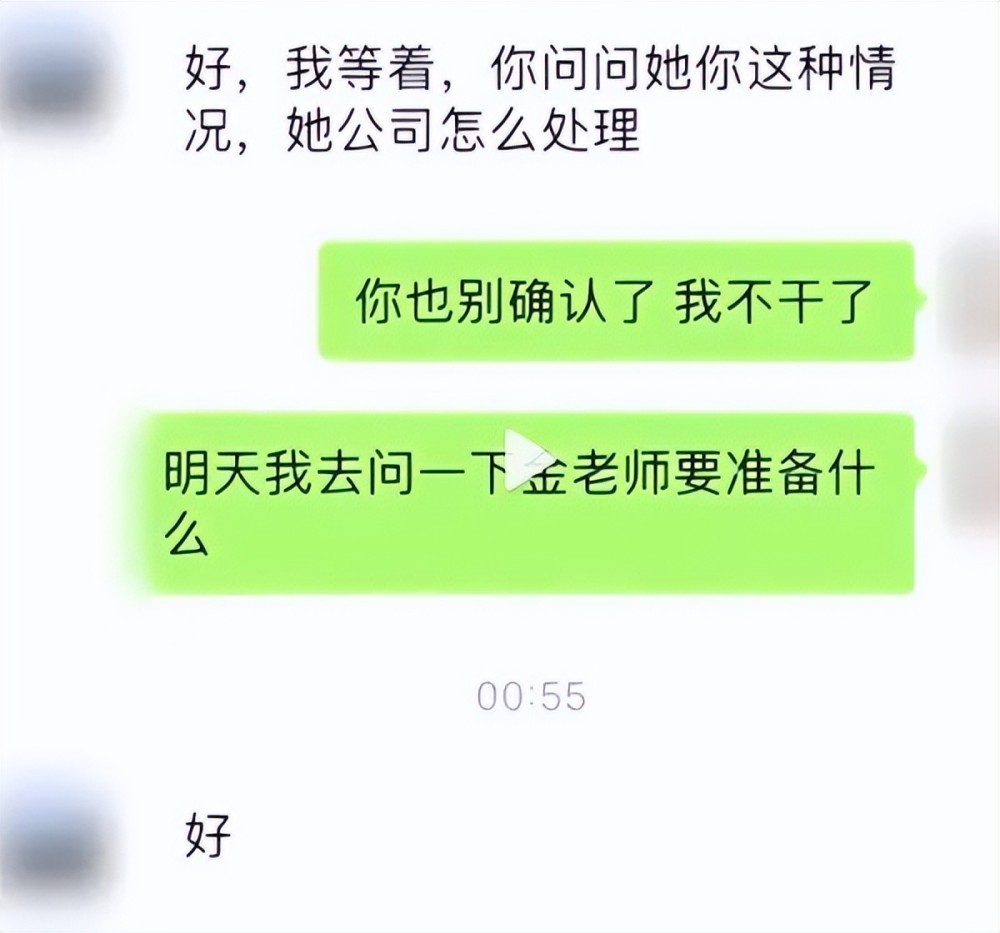 好，我等着，你问问她你这种情
况，她公司怎么处理
你也别确认了 我不干了
明天我去问一下金老师要准备什
么
00:55
好